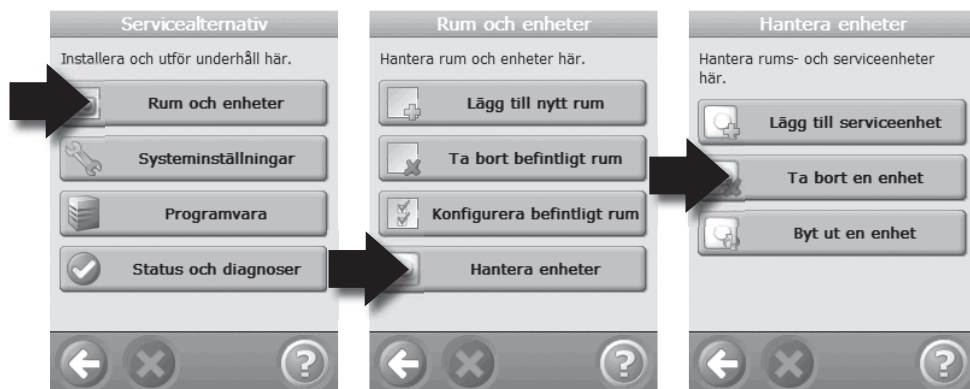 Servicealternativ
Installera och utför underhåll här.
Rum och enheter
Systeminställningar
Programvara
Status och diagnoser
?
Rum och enheter
Hantera rum och enheter här.
Lägg till nytt rum
Ta bort befintligt rum
Konfigurera befintligt rum
Hantera enheter
?
Hantera enheter
Hantera rums- och serviceenheter
här.
Lägg till serviceenhet
Ta bort en enhet
Byt ut en enhet
?